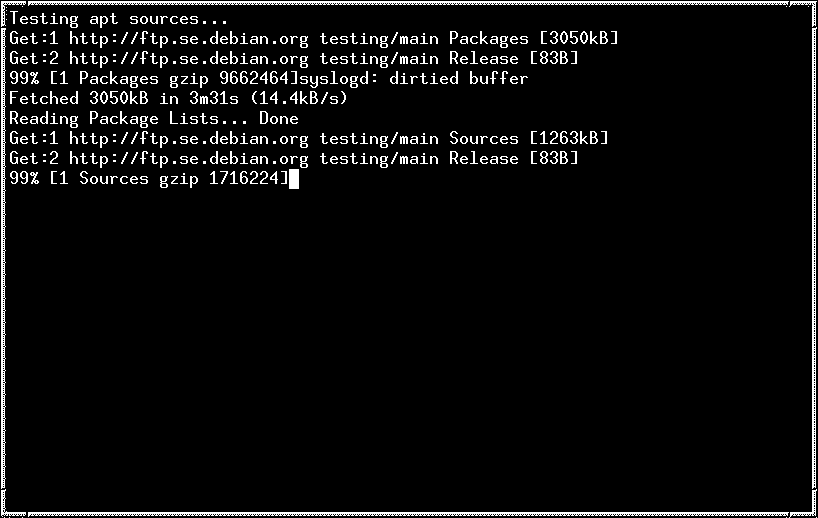 Testing apt sources...
Get:1 http://ftp.se.debian.org testing/main Packages [3050kB]
Get:2 http://ftp.se.debian.org testing/main Release [83B]
99% [1 Packages gzip 9662464]syslogd: dirtied buffer
Fetched 3050kB in 3m31s (14.4kB/s)
Reading Package Lists... Done
Get:1 http://ftp.se.debian.org testing/main Sources [1263kB]
Get:2 http://ftp.se.debian.org testing/main Release [83B]
99% [1 Sources gzip 1716224]